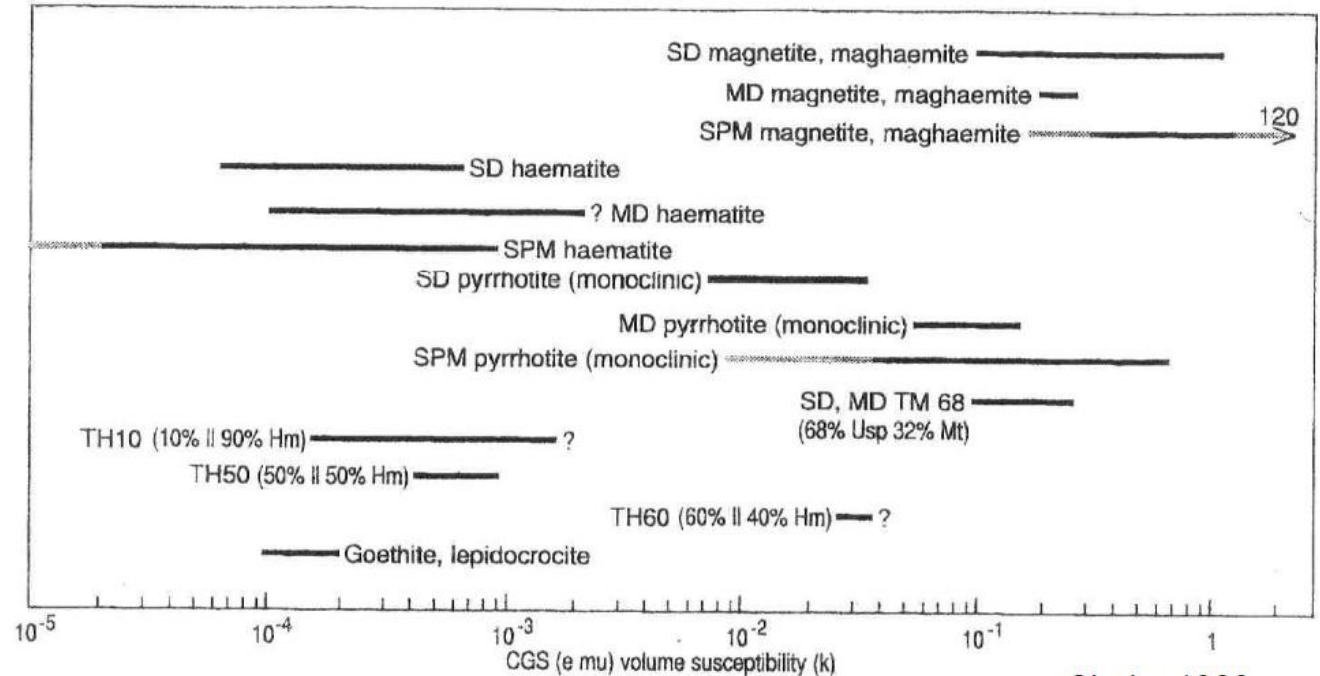 SD magnetite, maghaemite
MD magnetite, maghaemite
120
SPM magnetite, maghaemite
SD haematite
? MD haematite
SPM haematite
SD pyrrhotite (monoclinic)
MD pyrrhotite (monoclinic)
SPM pyrrhotite (monoclinic)
SD, MD TM 68
(68% Usp 32% Mt)
TH10 (10% Il 90% Hm) ?
TH50 (50% Il 50% Hm)
TH60 (60% Il 40% Hm) ?
Goethite, lepidocrocite
10-5 10-4 10-3 10-2 10-1 1
CGS (e mu) volume susceptibility (k)